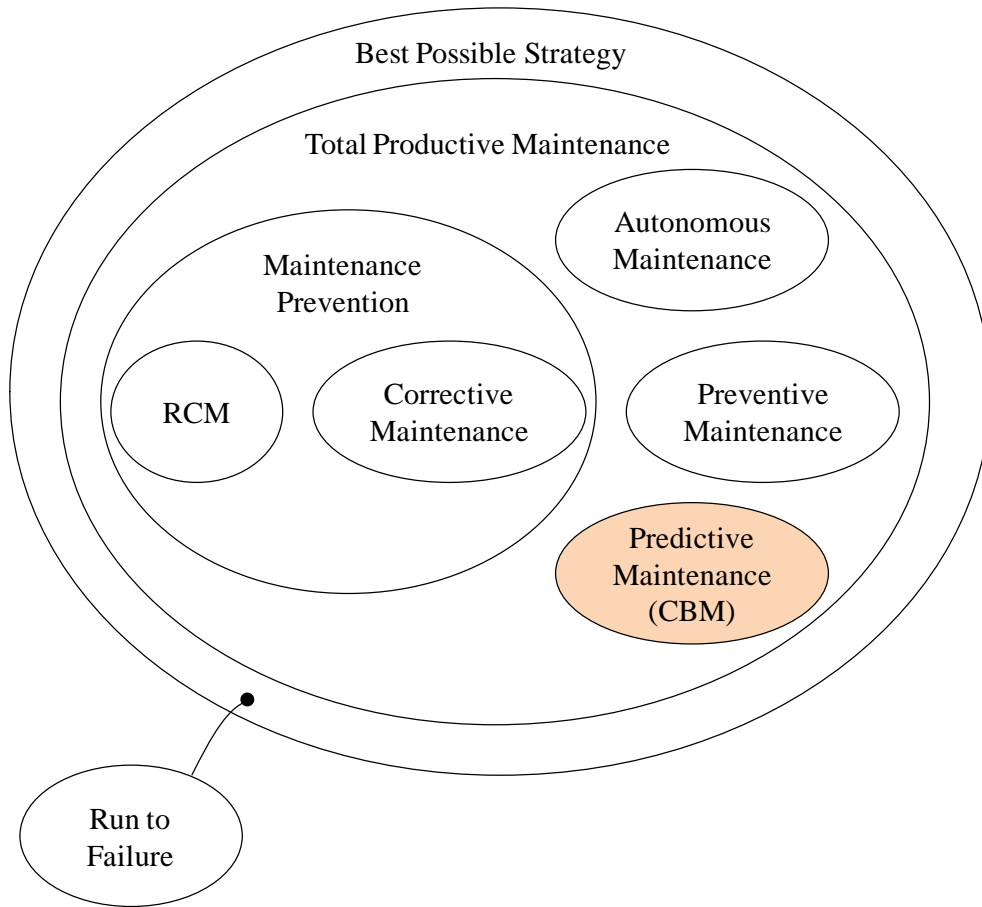 Best Possible Strategy
Total Productive Maintenance
Autonomous
Maintenance
Maintenance
Prevention
RCM
Corrective
Maintenance
Preventive
Maintenance
Predictive
Maintenance
(CBM)
Run to
Failure